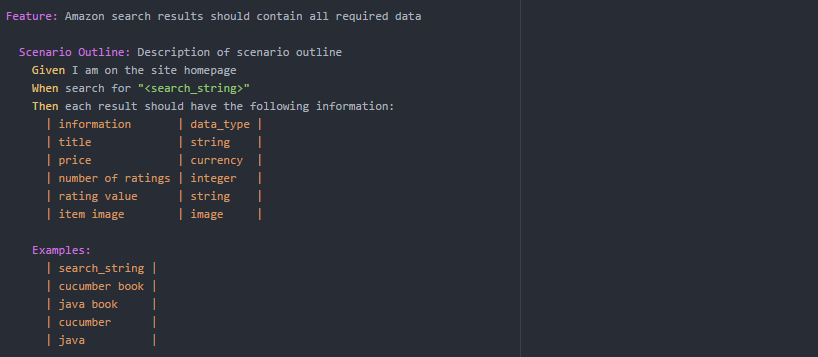 Feature: Amazon search results should contain all required data
Scenario Outline: Description of scenario outline
Given I am on the site homepage
When search for "<search_string>"
Then each result should have the following information:
| information | data_type |
| title | string |
| price | currency |
| number of ratings | integer |
| rating value | string |
| item image | image |
Examples:
| search_string |
| cucumber book |
| java book |
| cucumber |
| java |